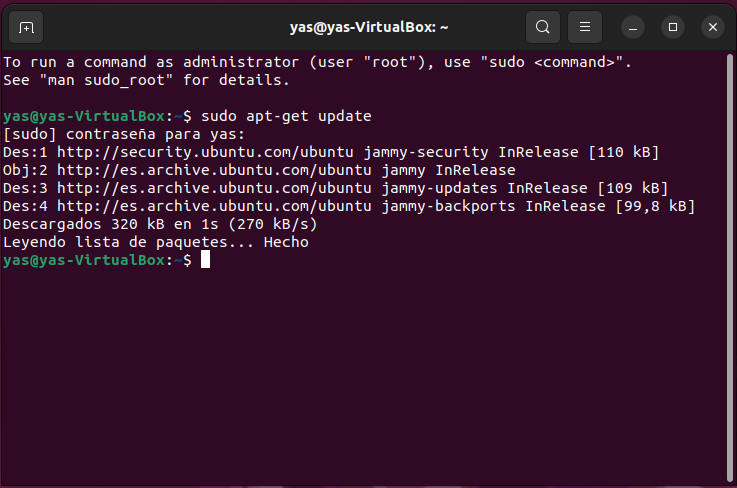 yas@yas-VirtualBox: ~
To run a command as administrator (user "root"), use "sudo <command>".
See "man sudo_root" for details.
yas@yas-VirtualBox:~$ sudo apt-get update
[sudo] contraseña para yas:
Des:1 http://security.ubuntu.com/ubuntu jammy-security InRelease [110 kB]
Obj:2 http://es.archive.ubuntu.com/ubuntu jammy InRelease
Des:3 http://es.archive.ubuntu.com/ubuntu jammy-updates InRelease [109 kB]
Des:4 http://es.archive.ubuntu.com/ubuntu jammy-backports InRelease [99,8 kB]
Descargados 320 kB en 1s (270 kB/s)
Leyendo lista de paquetes... Hecho
yas@yas-VirtualBox:~$